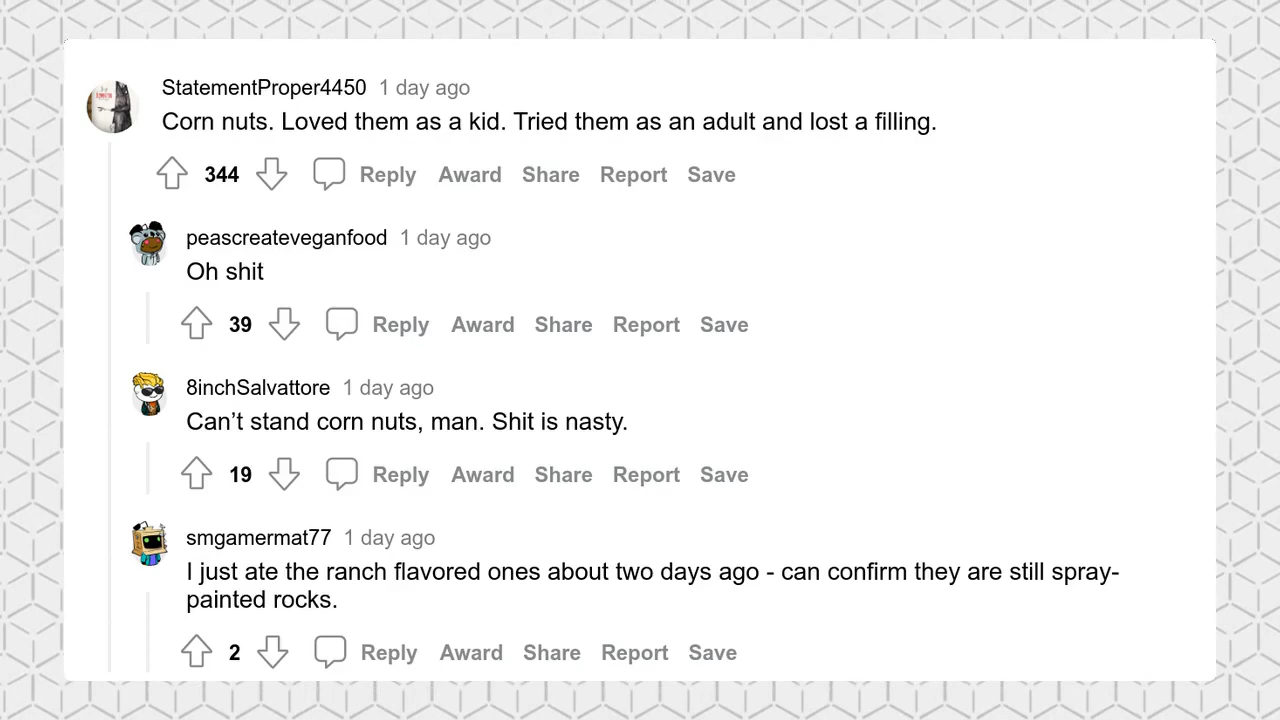 StatementProper4450 1 day ago
Corn nuts. Loved them as a kid. Tried them as an adult and lost a filling.
344 Reply Award Share Report Save
peascreateveganfood 1 day ago
Oh shit
39 Reply Award Share Report Save
8inchSalvattore 1 day ago
Can’t stand corn nuts, man. Shit is nasty.
19 Reply Award Share Report Save
smgamermat77 1 day ago
I just ate the ranch flavored ones about two days ago - can confirm they are still spray-
painted rocks.
2 Reply Award Share Report Save